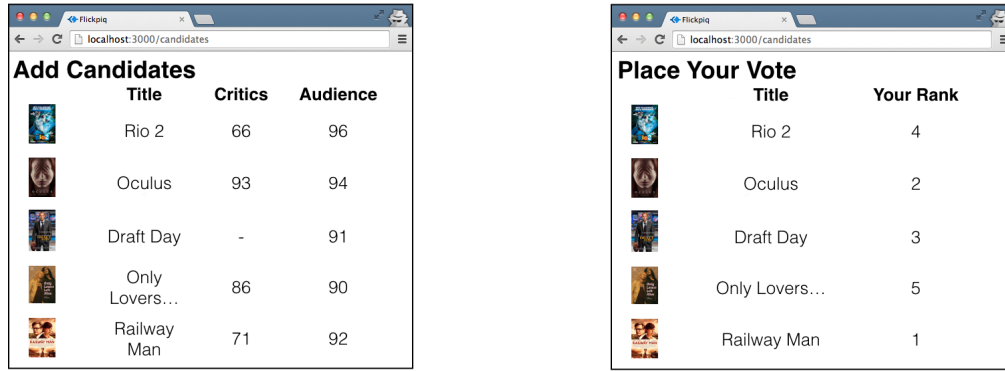 Flickpiq
localhost:3000/candidates
Add Candidates
Title Critics Audience
Rio 2 66 96
Oculus 93 94
Draft Day - 91
Only
Lovers... 86 90
Railway
Man 71 92
Flickpiq
localhost:3000/candidates
Place Your Vote
Title Your Rank
Rio 2 4
Oculus 2
Draft Day 3
Only Lovers... 5
Railway Man 1